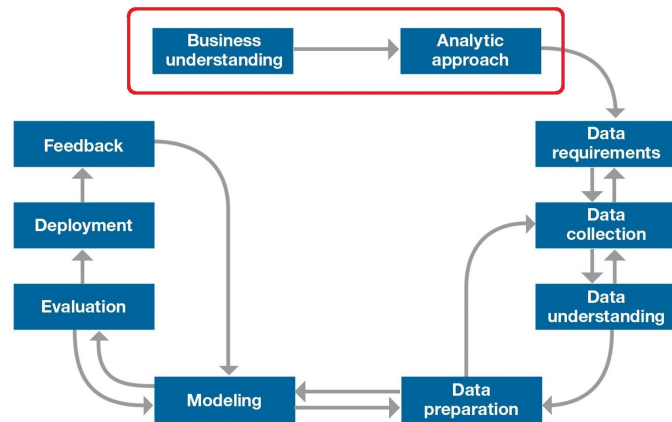 Business
understanding
Analytic
approach
Data
requirements
Data
collection
Data
understanding
Data
preparation
Modeling
Evaluation
Deployment
Feedback